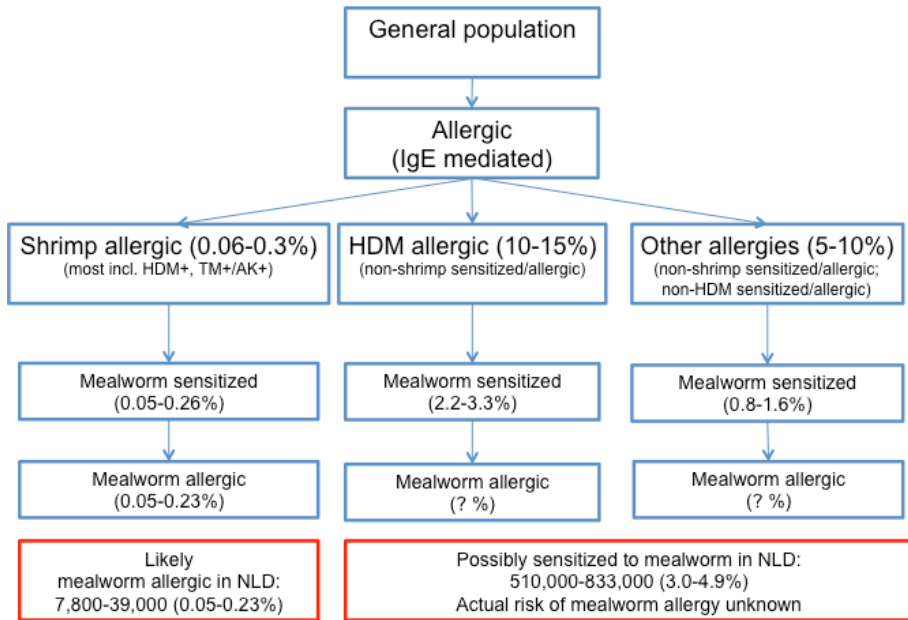 General population
Allergic
(IgE mediated)
Shrimp allergic (0.06-0.3%)
(most incl. HDM+, TM+/AK+)
HDM allergic (10-15%)
(non-shrimp sensitized/allergic)
Other allergies (5-10%)
(non-shrimp sensitized/allergic;
non-HDM sensitized/allergic)
Mealworm sensitized
(0.05-0.26%)
Mealworm sensitized
(2.2-3.3%)
Mealworm sensitized
(0.8-1.6%)
Mealworm allergic
(0.05-0.23%)
Mealworm allergic
(? %)
Mealworm allergic
(? %)
Likely
mealworm allergic in NLD:
7,800-39,000 (0.05-0.23%)
Possibly sensitized to mealworm in NLD:
510,000-833,000 (3.0-4.9%)
Actual risk of mealworm allergy unknown